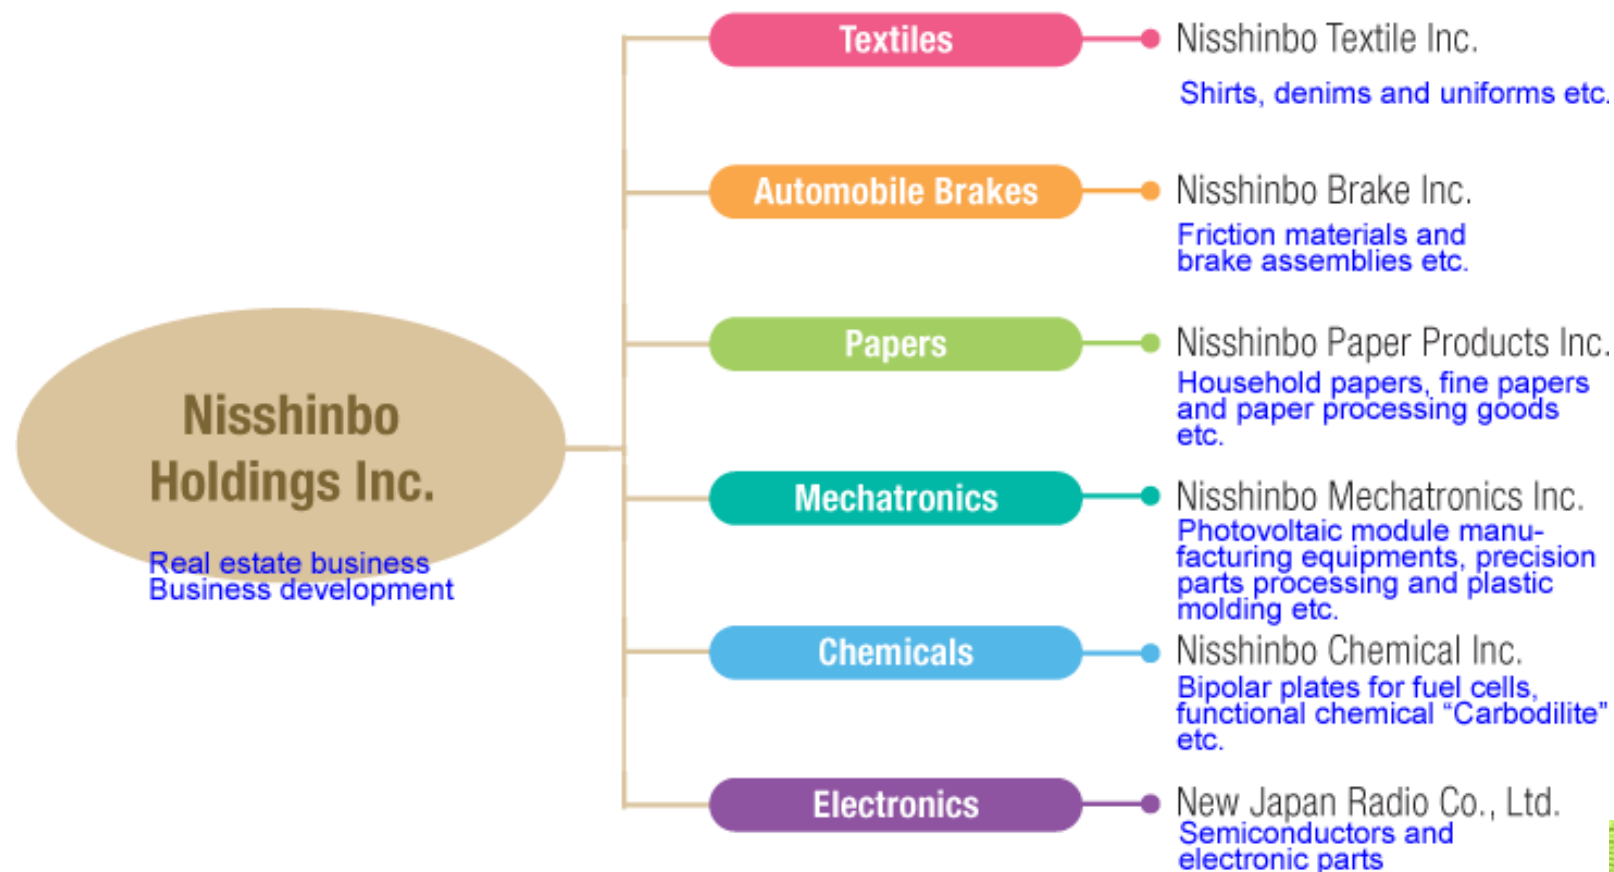 Textiles
Nisshinbo Textile Inc.
Shirts, denims and uniforms etc.
Automobile Brakes
Nisshinbo Brake Inc.
Friction materials and
brake assemblies etc.
Papers
Nisshinbo Paper Products Inc.
Household papers, fine papers
and paper processing goods
etc.
Nisshinbo
Holdings Inc.
Real estate business
Business development
Mechatronics
Nisshinbo Mechatronics Inc.
Photovoltaic module manu-
facturing equipments, precision
parts processing and plastic
molding etc.
Chemicals
Nisshinbo Chemical Inc.
Bipolar plates for fuel cells,
functional chemical “Carbodilite”
etc.
Electronics
New Japan Radio Co., Ltd.
Semiconductors and
electronic parts